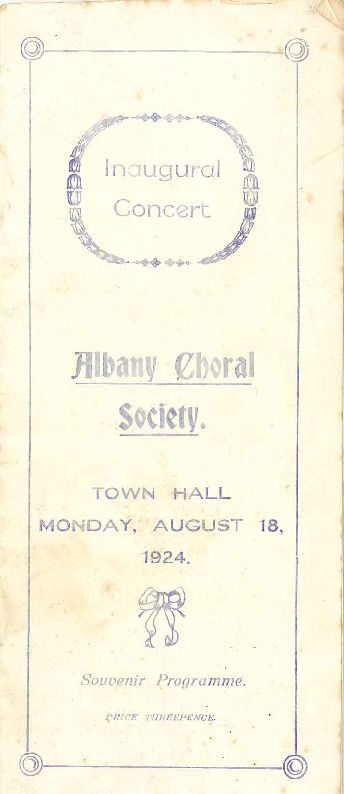 Inaugural
Concert
Albany Choral
Society.
TOWN HALL
MONDAY, AUGUST 18,
1924.
Souvenir Programme.
PRICE THREEPENCE.